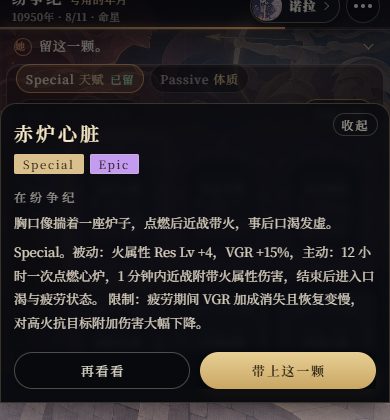 纷争纪 号角的年月
诺拉
10950年 · 8/11 · 命星
她 留这一颗。
Special 天赋 已留
Passive 体质
赤炉心脏
收起
Special Epic
在纷争纪
胸口像揣着一座炉子，点燃后近战带火，事后口渴发虚。
Special。被动：火属性 Res Lv +4，VGR +15%，主动：12 小
时一次点燃心炉，1 分钟内近战附带火属性伤害，结束后进入口
渴与疲劳状态。 限制：疲劳期间 VGR 加成消失且恢复变慢，
对高火抗目标附加伤害大幅下降。
再看看
带上这一颗